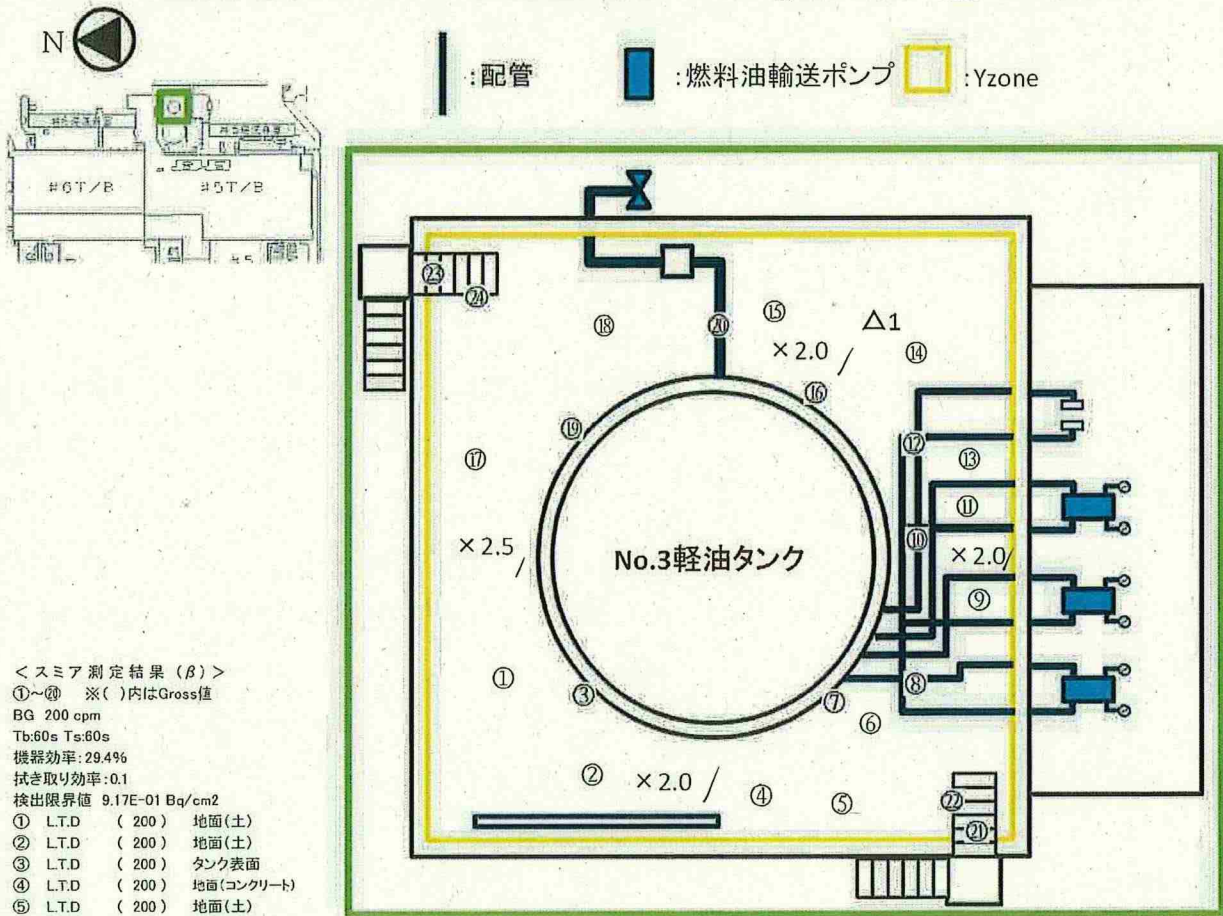 N
:配管
:燃料油輸送ポンプ
:Yzone
#6T/B
#5T/B
㉓
㉔
⑱
⑳
⑮
△1
×2.0 /
⑭
⑯
⑲
⑫
⑰
⑬
⑪
⑩
×2.5 /
No.3軽油タンク
×2.0/
⑨
①
③
⑧
⑦
⑥
②
×2.0 /
④
⑤
㉒
㉑
<スミア測定結果(β)>
※( )内はGross値
BG 200 cpm
Tb:60s Ts:60s
機器効率:29.4%
拭き取り効率:0.1
検出限界値 9.17E-01 Bq/cm2
① L.T.D ( 200 ) 地面(土)
② L.T.D ( 200 ) 地面(土)
③ L.T.D ( 200 ) タンク表面
④ L.T.D ( 200 ) 地面(コンクリート)
⑤ L.T.D ( 200 ) 地面(土)